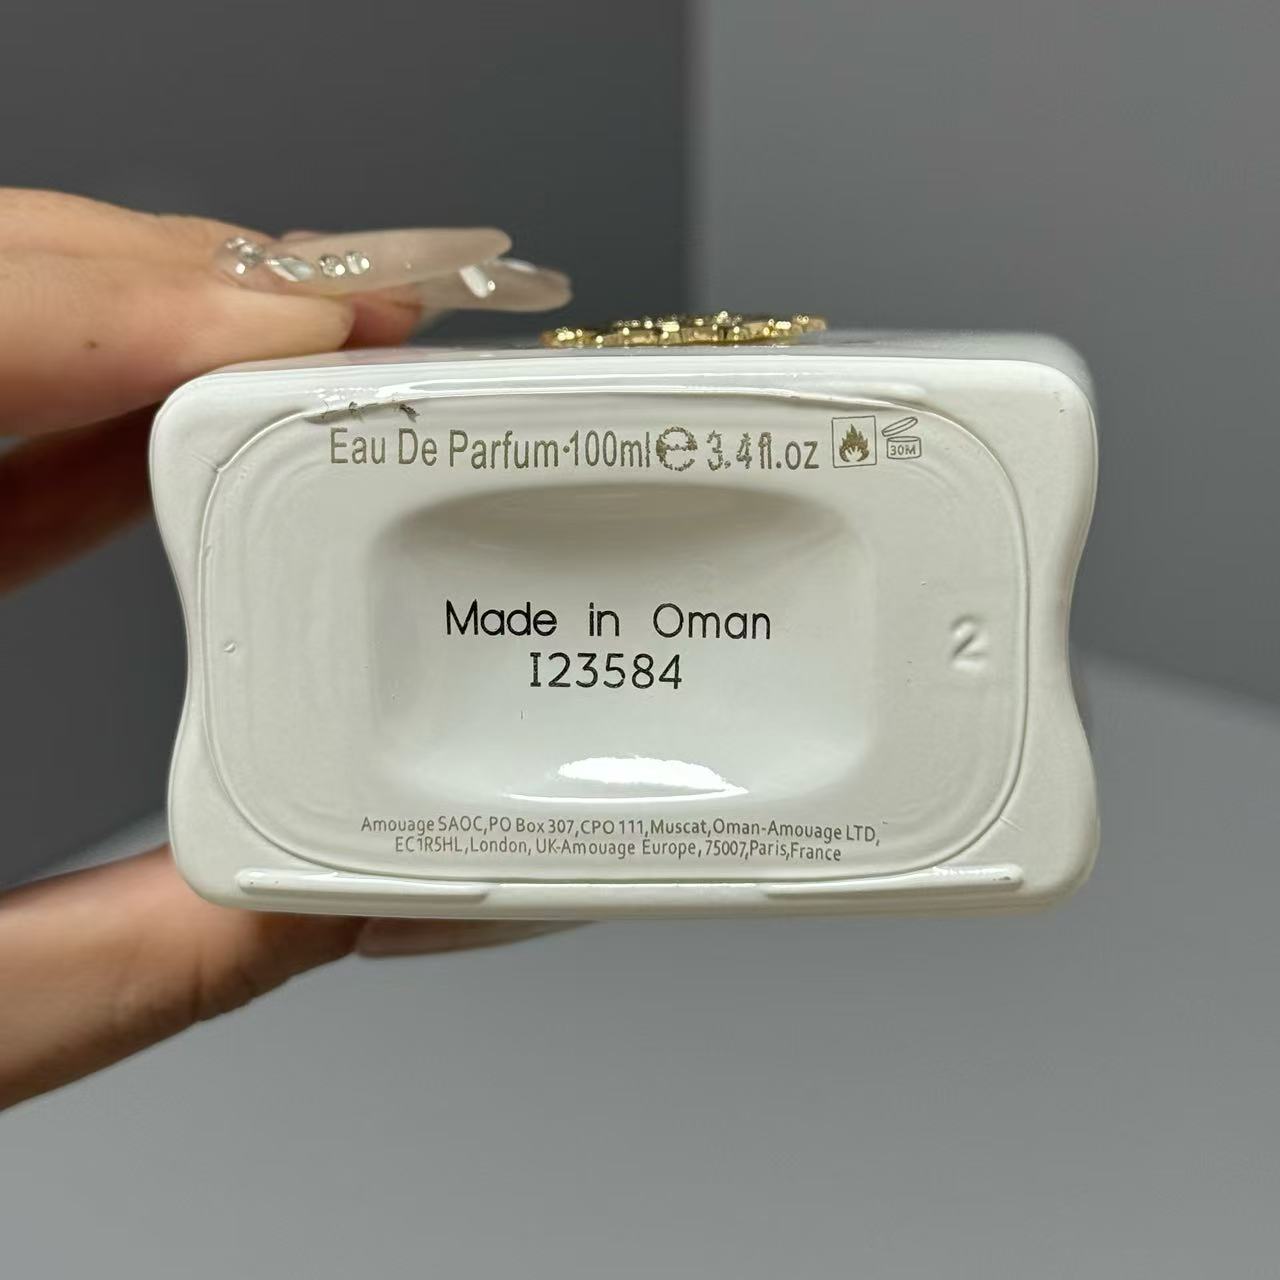 Eau De Parfum·100ml℮3.4fl.oz
30M
Made in Oman
I23584
2
Amouage SAOC,PO Box 307,CPO 111,Muscat,Oman-Amouage LTD,
EC1R5HL,London, UK-Amouage Europe,75007,Paris,France